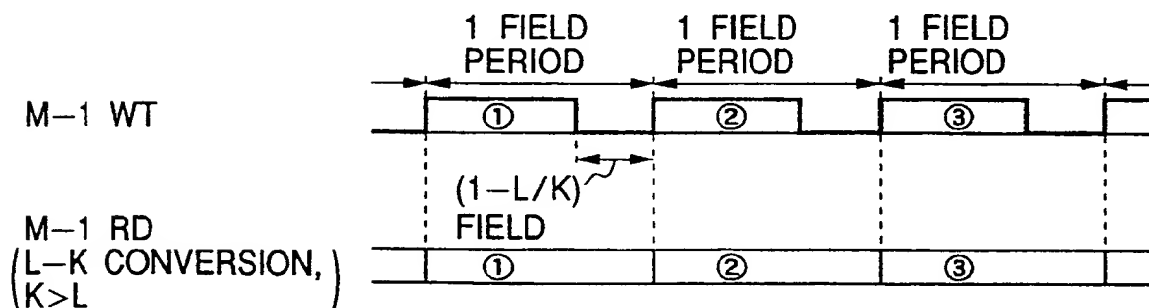 1 FIELD PERIOD
1 FIELD PERIOD
1 FIELD PERIOD
M-1 WT
① ② ③
(1-L/K) FIELD
M-1 RD
(L-K CONVERSION, K>L)
① ② ③